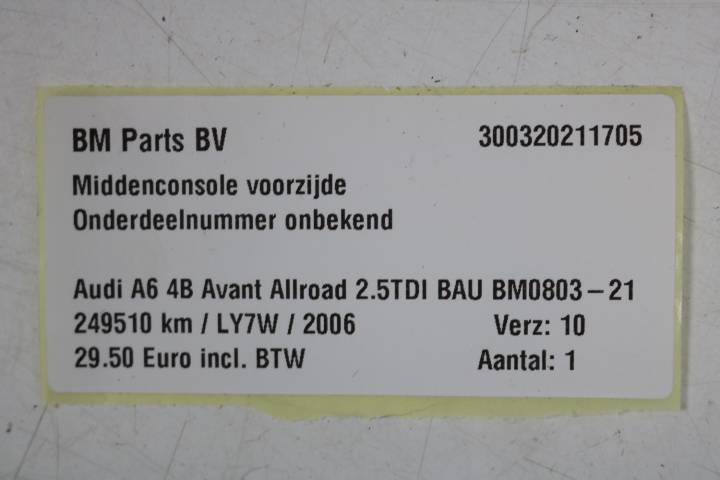 BM Parts BV 300320211705
Middenconsole voorzijde
Onderdeelnummer onbekend
Audi A6 4B Avant Allroad 2.5TDI BAU BM0803-21
249510 km / LY7W / 2006 Verz: 10
29.50 Euro incl. BTW Aantal: 1